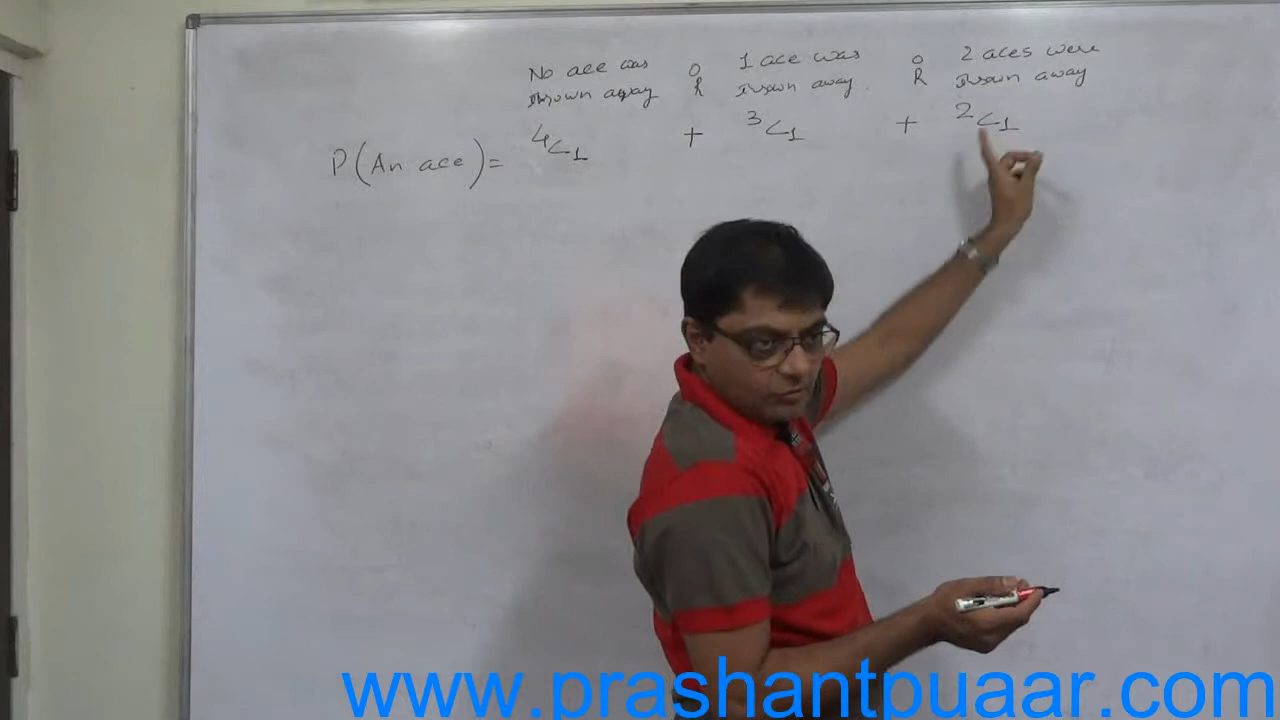 No ace was O 1 ace was O 2 aces were
thrown away R thrown away R thrown away
P(An ace) = ⁴C₁ + ³C₁ + ²C₁
www.prashantpuaar.com